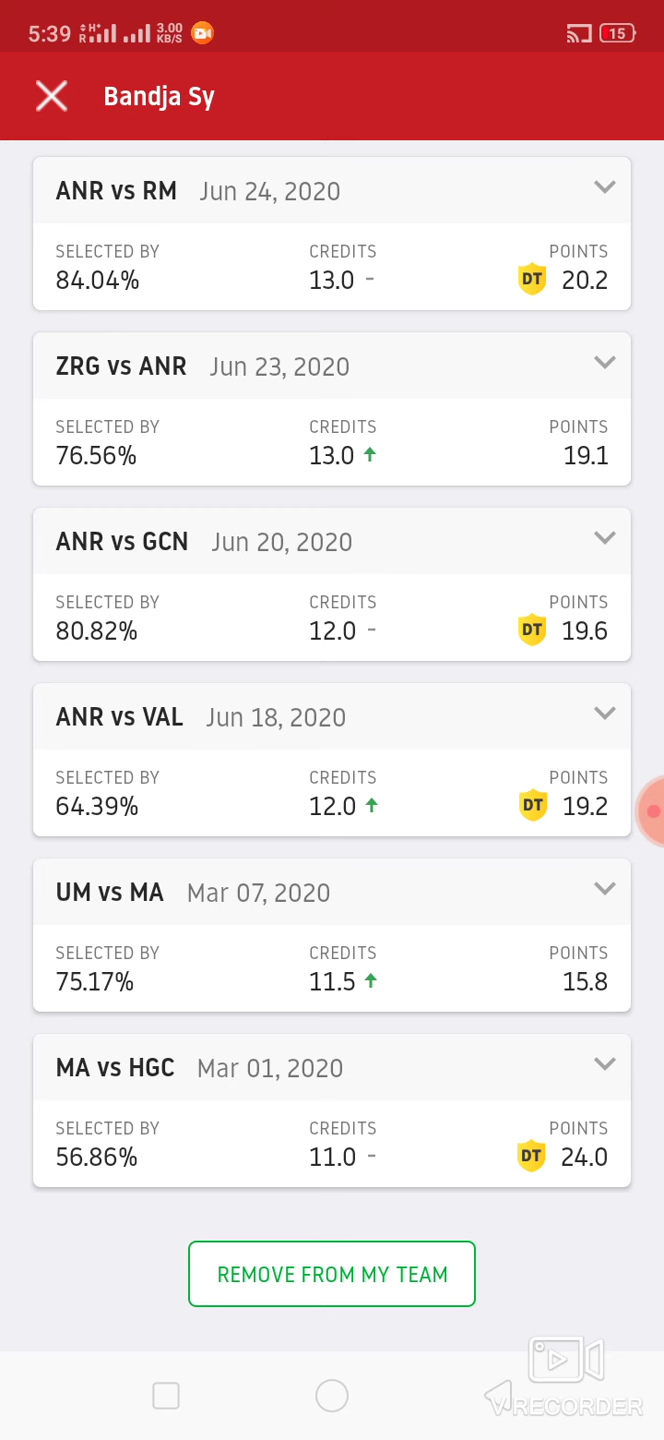 5:39 R H+ 3.00 KB/S 15
Bandja Sy
ANR vs RM Jun 24, 2020
SELECTED BY CREDITS POINTS
84.04% 13.0 - DT 20.2
ZRG vs ANR Jun 23, 2020
SELECTED BY CREDITS POINTS
76.56% 13.0 ↑ 19.1
ANR vs GCN Jun 20, 2020
SELECTED BY CREDITS POINTS
80.82% 12.0 - DT 19.6
ANR vs VAL Jun 18, 2020
SELECTED BY CREDITS POINTS
64.39% 12.0 ↑ DT 19.2
UM vs MA Mar 07, 2020
SELECTED BY CREDITS POINTS
75.17% 11.5 ↑ 15.8
MA vs HGC Mar 01, 2020
SELECTED BY CREDITS POINTS
56.86% 11.0 - DT 24.0
REMOVE FROM MY TEAM
VRECORDER